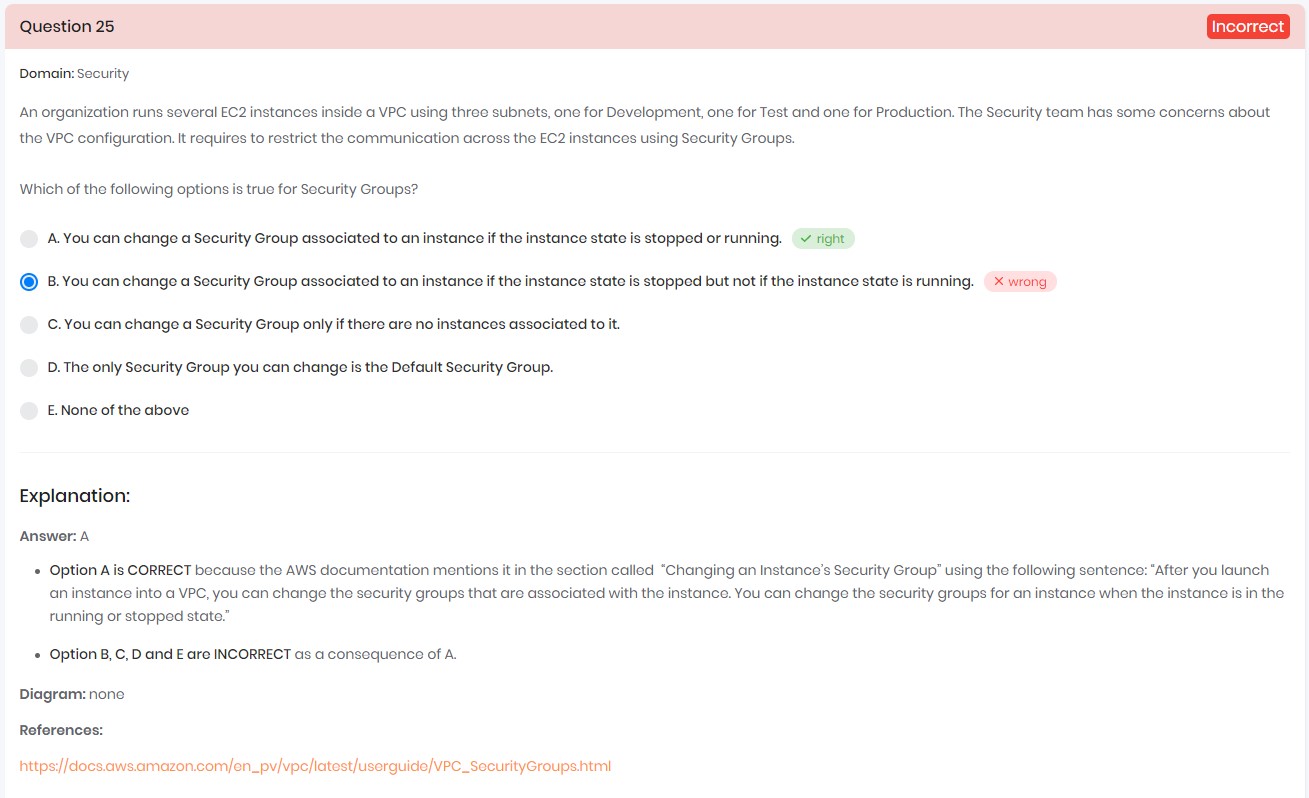 Question 25
Incorrect
Domain: Security
An organization runs several EC2 instances inside a VPC using three subnets, one for Development, one for Test and one for Production. The Security team has some concerns about
the VPC configuration. It requires to restrict the communication across the EC2 instances using Security Groups.
Which of the following options is true for Security Groups?
A. You can change a Security Group associated to an instance if the instance state is stopped or running.
right
B. You can change a Security Group associated to an instance if the instance state is stopped but not if the instance state is running.
wrong
C. You can change a Security Group only if there are no instances associated to it.
D. The only Security Group you can change is the Default Security Group.
E. None of the above
Explanation:
Answer: A
Option A is CORRECT because the AWS documentation mentions it in the section called “Changing an Instance’s Security Group” using the following sentence: “After you launch
an instance into a VPC, you can change the security groups that are associated with the instance. You can change the security groups for an instance when the instance is in the
running or stopped state.”
Option B, C, D and E are INCORRECT as a consequence of A.
Diagram: none
References:
https://docs.aws.amazon.com/en_pv/vpc/latest/userguide/VPC_SecurityGroups.html